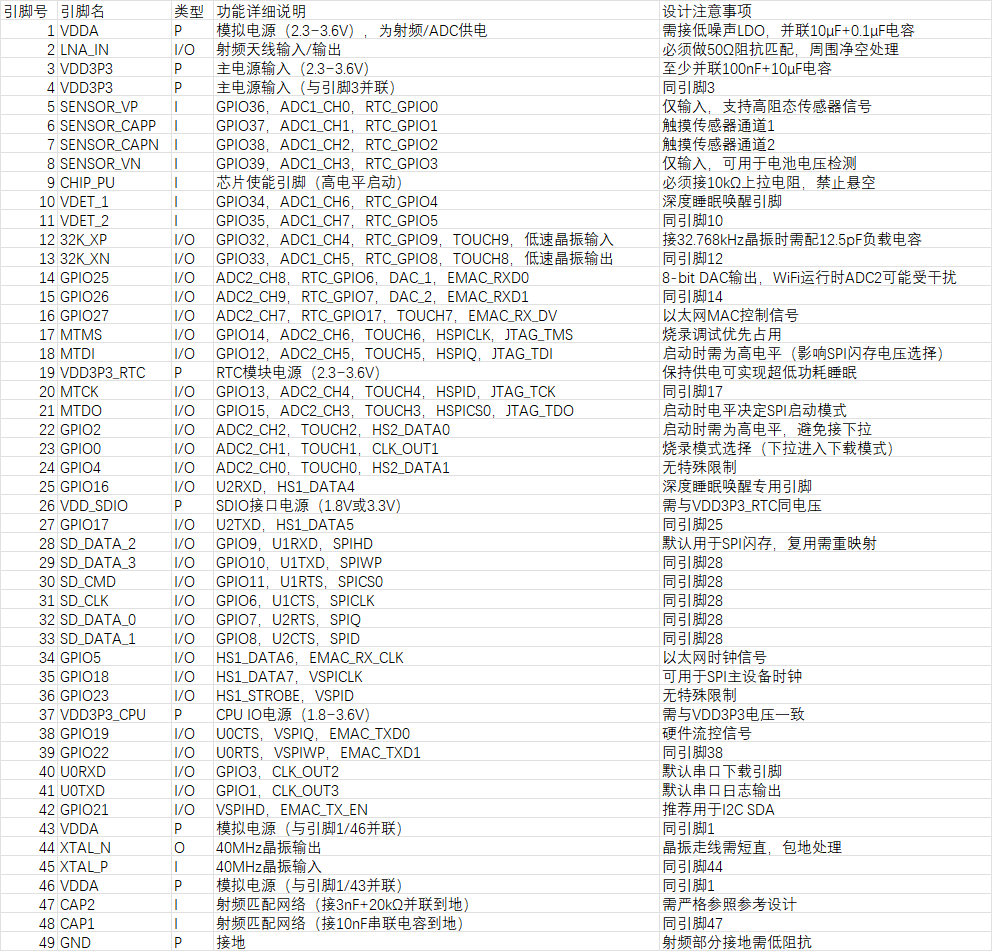 引脚号 引脚名 类型 功能详细说明 设计注意事项
1 VDDA P 模拟电源（2.3-3.6V），为射频/ADC供电 需接低噪声LDO，并联10μF+0.1μF电容
2 LNA_IN I/O 射频天线输入/输出 必须做50Ω阻抗匹配，周围净空处理
3 VDD3P3 P 主电源输入（2.3-3.6V） 至少并联100nF+10μF电容
4 VDD3P3 P 主电源输入（与引脚3并联） 同引脚3
5 SENSOR_VP I GPIO36，ADC1_CH0，RTC_GPIO0 仅输入，支持高阻态传感器信号
6 SENSOR_CAPP I GPIO37，ADC1_CH1，RTC_GPIO1 触摸传感器通道1
7 SENSOR_CAPN I GPIO38，ADC1_CH2，RTC_GPIO2 触摸传感器通道2
8 SENSOR_VN I GPIO39，ADC1_CH3，RTC_GPIO3 仅输入，可用于电池电压检测
9 CHIP_PU I 芯片使能引脚（高电平启动） 必须接10kΩ上拉电阻，禁止悬空
10 VDET_1 I GPIO34，ADC1_CH6，RTC_GPIO4 深度睡眠唤醒引脚
11 VDET_2 I GPIO35，ADC1_CH7，RTC_GPIO5 同引脚10
12 32K_XP I/O GPIO32，ADC1_CH4，RTC_GPIO9，TOUCH9，低速晶振输入 接32.768kHz晶振时需配12.5pF负载电容
13 32K_XN I/O GPIO33，ADC1_CH5，RTC_GPIO8，TOUCH8，低速晶振输出 同引脚12
14 GPIO25 I/O ADC2_CH8，RTC_GPIO6，DAC_1，EMAC_RXD0 8-bit DAC输出，WiFi运行时ADC2可能受干扰
15 GPIO26 I/O ADC2_CH9，RTC_GPIO7，DAC_2，EMAC_RXD1 同引脚14
16 GPIO27 I/O ADC2_CH7，RTC_GPIO17，TOUCH7，EMAC_RX_DV 以太网MAC控制信号
17 MTMS I/O GPIO14，ADC2_CH6，TOUCH6，HSPICLK，JTAG_TMS 烧录调试优先占用
18 MTDI I/O GPIO12，ADC2_CH5，TOUCH5，HSPIQ，JTAG_TDI 启动时需为高电平（影响SPI闪存电压选择）
19 VDD3P3_RTC P RTC模块电源（2.3-3.6V） 保持供电可实现超低功耗睡眠
20 MTCK I/O GPIO13，ADC2_CH4，TOUCH4，HSPID，JTAG_TCK 同引脚17
21 MTDO I/O GPIO15，ADC2_CH3，TOUCH3，HSPICS0，JTAG_TDO 启动时电平决定SPI启动模式
22 GPIO2 I/O ADC2_CH2，TOUCH2，HS2_DATA0 启动时需为高电平，避免接下拉
23 GPIO0 I/O ADC2_CH1，TOUCH1，CLK_OUT1 烧录模式选择（下拉进入下载模式）
24 GPIO4 I/O ADC2_CH0，TOUCH0，HS2_DATA1 无特殊限制
25 GPIO16 I/O U2RXD，HS1_DATA4 深度睡眠唤醒专用引脚
26 VDD_SDIO P SDIO接口电源（1.8V或3.3V） 需与VDD3P3_RTC同电压
27 GPIO17 I/O U2TXD，HS1_DATA5 同引脚25
28 SD_DATA_2 I/O GPIO9，U1RXD，SPIHD 默认用于SPI闪存，复用需重映射
29 SD_DATA_3 I/O GPIO10，U1TXD，SPIWP 同引脚28
30 SD_CMD I/O GPIO11，U1RTS，SPICS0 同引脚28
31 SD_CLK I/O GPIO6，U1CTS，SPICLK 同引脚28
32 SD_DATA_0 I/O GPIO7，U2RTS，SPIQ 同引脚28
33 SD_DATA_1 I/O GPIO8，U2CTS，SPID 同引脚28
34 GPIO5 I/O HS1_DATA6，EMAC_RX_CLK 以太网时钟信号
35 GPIO18 I/O HS1_DATA7，VSPICLK 可用于SPI主设备时钟
36 GPIO23 I/O HS1_STROBE，VSPID 无特殊限制
37 VDD3P3_CPU P CPU IO电源（1.8-3.6V） 需与VDD3P3电压一致
38 GPIO19 I/O U0CTS，VSPIQ，EMAC_TXD0 硬件流控信号
39 GPIO22 I/O U0RTS，VSPIWP，EMAC_TXD1 同引脚38
40 U0RXD I/O GPIO3，CLK_OUT2 默认串口下载引脚
41 U0TXD I/O GPIO1，CLK_OUT3 默认串口日志输出
42 GPIO21 I/O VSPIHD，EMAC_TX_EN 推荐用于I2C SDA
43 VDDA P 模拟电源（与引脚1/46并联） 同引脚1
44 XTAL_N O 40MHz晶振输出 晶振走线需短直，包地处理
45 XTAL_P I 40MHz晶振输入 同引脚44
46 VDDA P 模拟电源（与引脚1/43并联） 同引脚1
47 CAP2 I 射频匹配网络（接3nF+20kΩ并联到地） 需严格参照参考设计
48 CAP1 I 射频匹配网络（接10nF串联电容到地） 同引脚47
49 GND P 接地 射频部分接地需低阻抗